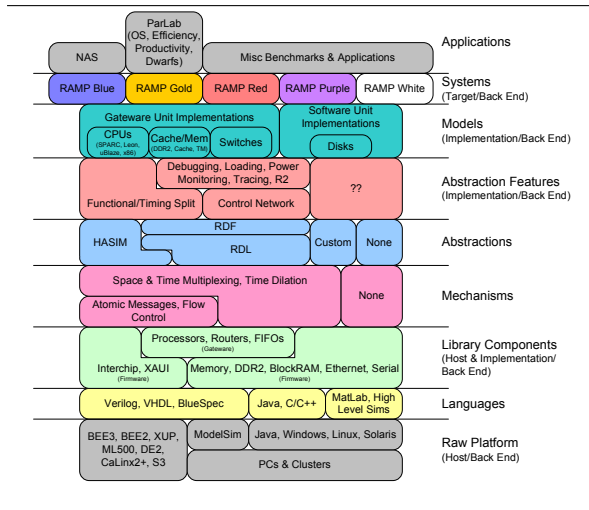 ParLab
(OS, Efficiency,
Productivity,
Dwarfs)
NAS
Misc Benchmarks & Applications
Applications
RAMP Blue
RAMP Gold
RAMP Red
RAMP Purple
RAMP White
Systems
(Target/Back End)
Gateware Unit Implementations
Software Unit
Implementations
CPUs
(SPARC, Leon,
uBlaze, x86)
Cache/Mem
(DDR2, Cache, TM)
Switches
Disks
Models
(Implementation/Back End)
Debugging, Loading, Power
Monitoring, Tracing, R2
Functional/Timing Split
Control Network
??
Abstraction Features
(Implementation/Back End)
HASIM
RDF
RDL
Custom
None
Abstractions
Space & Time Multiplexing, Time Dilation
Atomic Messages, Flow
Control
None
Mechanisms
Processors, Routers, FIFOs
(Gateware)
Interchip, XAUI
(Firmware)
Memory, DDR2, BlockRAM, Ethernet, Serial
(Firmware)
Library Components
(Host & Implementation/
Back End)
Verilog, VHDL, BlueSpec
Java, C/C++
MatLab, High
Level Sims
Languages
BEE3, BEE2, XUP,
ML500, DE2,
CaLinx2+, S3
ModelSim
Java, Windows, Linux, Solaris
PCs & Clusters
Raw Platform
(Host/Back End)